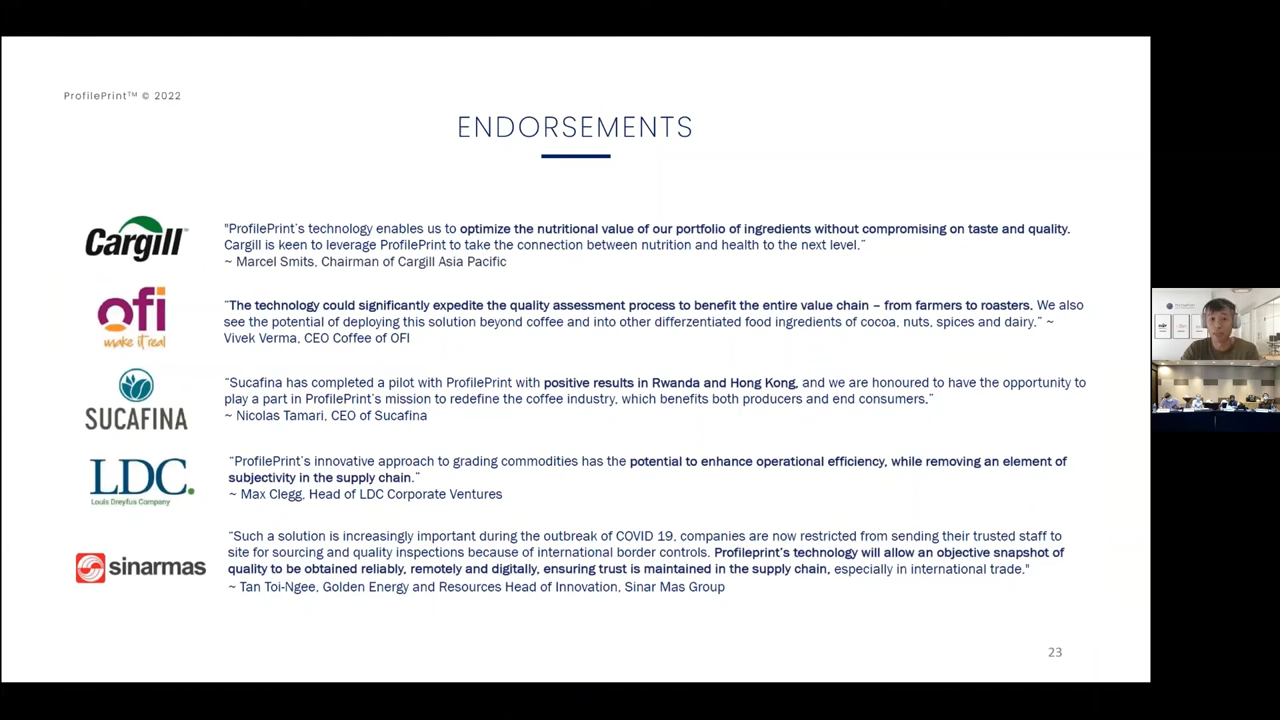 ProfilePrint™ © 2022
ENDORSEMENTS
Cargill™
"ProfilePrint's technology enables us to optimize the nutritional value of our portfolio of ingredients without compromising on taste and quality.
Cargill is keen to leverage ProfilePrint to take the connection between nutrition and health to the next level."
~ Marcel Smits, Chairman of Cargill Asia Pacific
ofi
make it real
"The technology could significantly expedite the quality assessment process to benefit the entire value chain – from farmers to roasters. We also
see the potential of deploying this solution beyond coffee and into other differzentiated food ingredients of cocoa, nuts, spices and dairy." ~
Vivek Verma, CEO Coffee of OFI
SUCAFINA
"Sucafina has completed a pilot with ProfilePrint with positive results in Rwanda and Hong Kong, and we are honoured to have the opportunity to
play a part in ProfilePrint's mission to redefine the coffee industry, which benefits both producers and end consumers."
~ Nicolas Tamari, CEO of Sucafina
LDC.
Louis Dreyfus Company
"ProfilePrint's innovative approach to grading commodities has the potential to enhance operational efficiency, while removing an element of
subjectivity in the supply chain."
~ Max Clegg, Head of LDC Corporate Ventures
sinarmas
"Such a solution is increasingly important during the outbreak of COVID 19, companies are now restricted from sending their trusted staff to
site for sourcing and quality inspections because of international border controls. Profileprint's technology will allow an objective snapshot of
quality to be obtained reliably, remotely and digitally, ensuring trust is maintained in the supply chain, especially in international trade."
~ Tan Toi-Ngee, Golden Energy and Resources Head of Innovation, Sinar Mas Group
23